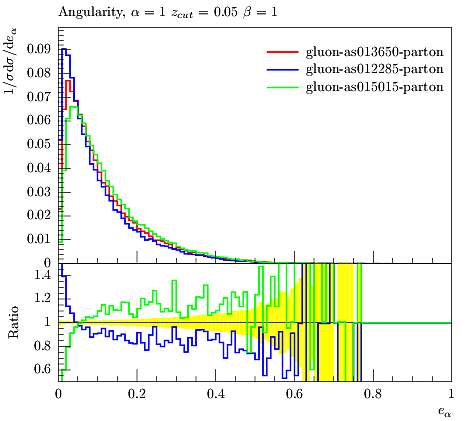 Angularity, α = 1 z_cut = 0.05 β = 1
1/σ dσ/de_α
gluon-as013650-parton
gluon-as012285-parton
gluon-as015015-parton
0.09
0.08
0.07
0.06
0.05
0.04
0.03
0.02
0.01
0
Ratio
1.4
1.2
1
0.8
0.6
0 0.2 0.4 0.6 0.8 1
e_α